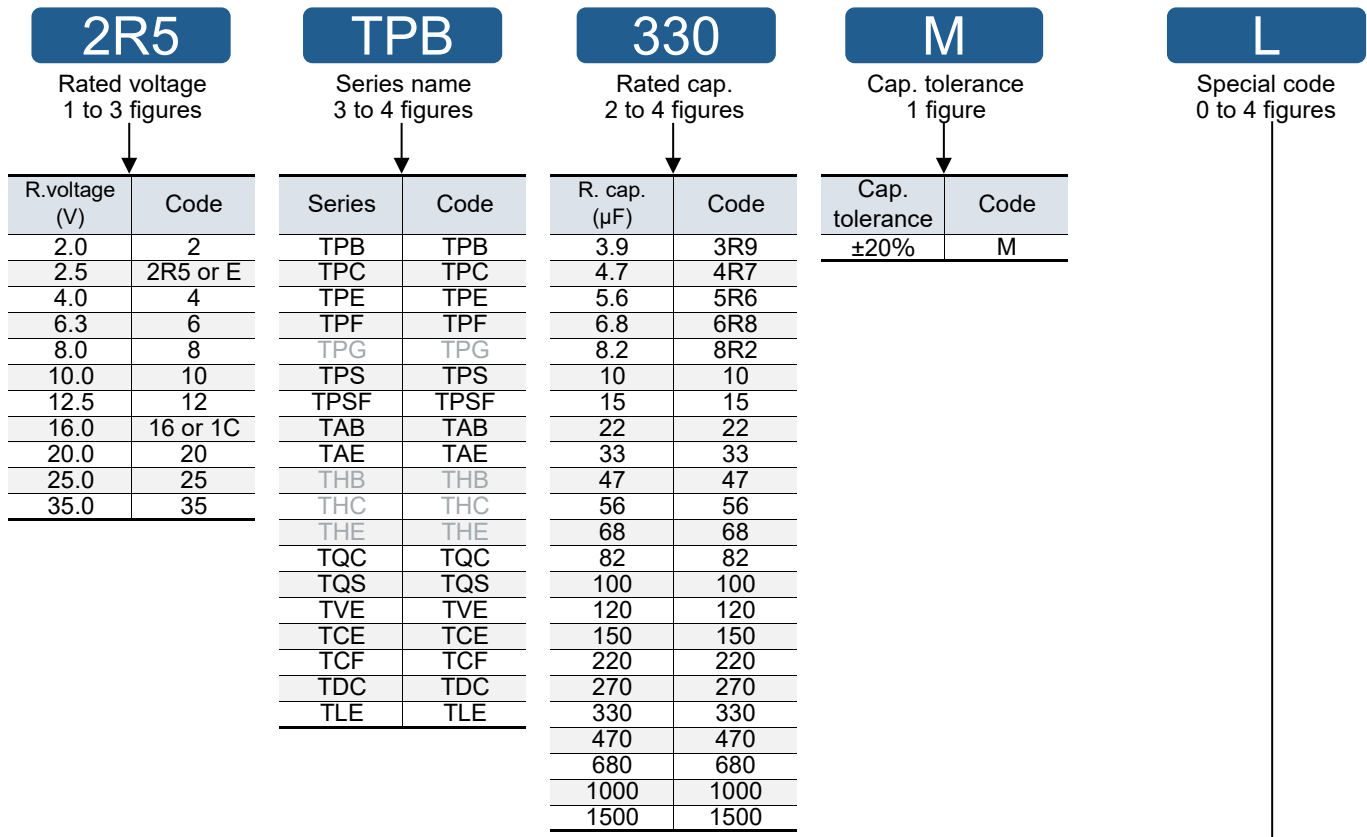 2R5 TPB 330 M L
Rated voltage Series name Rated cap. Cap. tolerance Special code
1 to 3 figures 3 to 4 figures 2 to 4 figures 1 figure 0 to 4 figures
R.voltage (V) Code
2.0 2
2.5 2R5 or E
4.0 4
6.3 6
8.0 8
10.0 10
12.5 12
16.0 16 or 1C
20.0 20
25.0 25
35.0 35
Series Code
TPB TPB
TPC TPC
TPE TPE
TPF TPF
TPG TPG
TPS TPS
TPSF TPSF
TAB TAB
TAE TAE
THB THB
THC THC
THE THE
TQC TQC
TQS TQS
TVE TVE
TCE TCE
TCF TCF
TDC TDC
TLE TLE
R. cap. (µF) Code
3.9 3R9
4.7 4R7
5.6 5R6
6.8 6R8
8.2 8R2
10 10
15 15
22 22
33 33
47 47
56 56
68 68
82 82
100 100
120 120
150 150
220 220
270 270
330 330
470 470
680 680
1000 1000
1500 1500
Cap. tolerance Code
±20% M